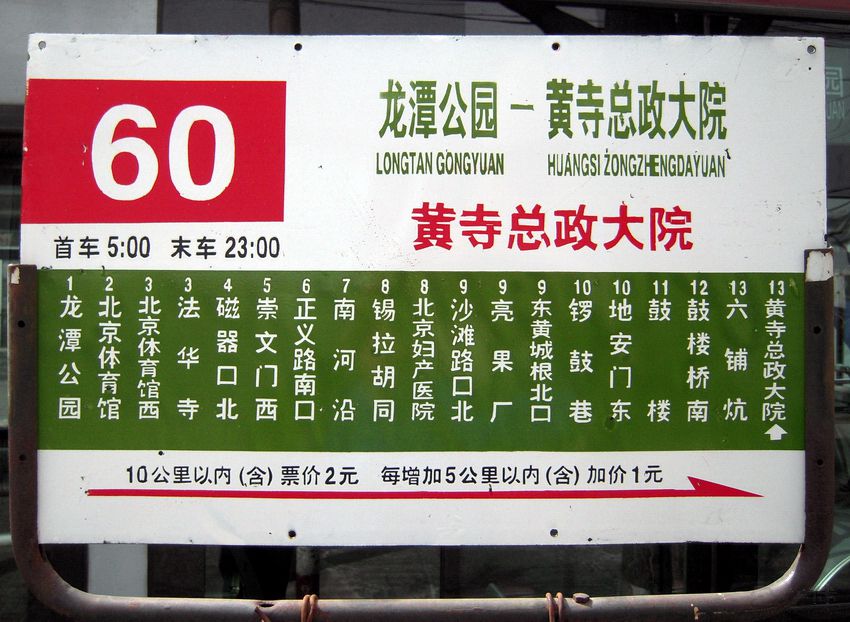 60
龙潭公园 — 黄寺总政大院
LONGTAN GONGYUAN HUANGSI ZONGZHENGDAYUAN
黄寺总政大院
首车 5:00 末车 23:00
1 龙潭公园
2 北京体育馆
3 北京体育馆西
3 法华寺
4 磁器口北
5 崇文门西
6 正义路南口
7 南河沿
8 锡拉胡同
8 北京妇产医院
9 沙滩路口北
9 亮果厂
9 东黄城根北口
10 锣鼓巷
10 地安门东
11 鼓楼
12 鼓楼桥南
13 六铺炕
13 黄寺总政大院
10公里以内(含)票价2元 每增加5公里以内(含)加价1元
园
UAN